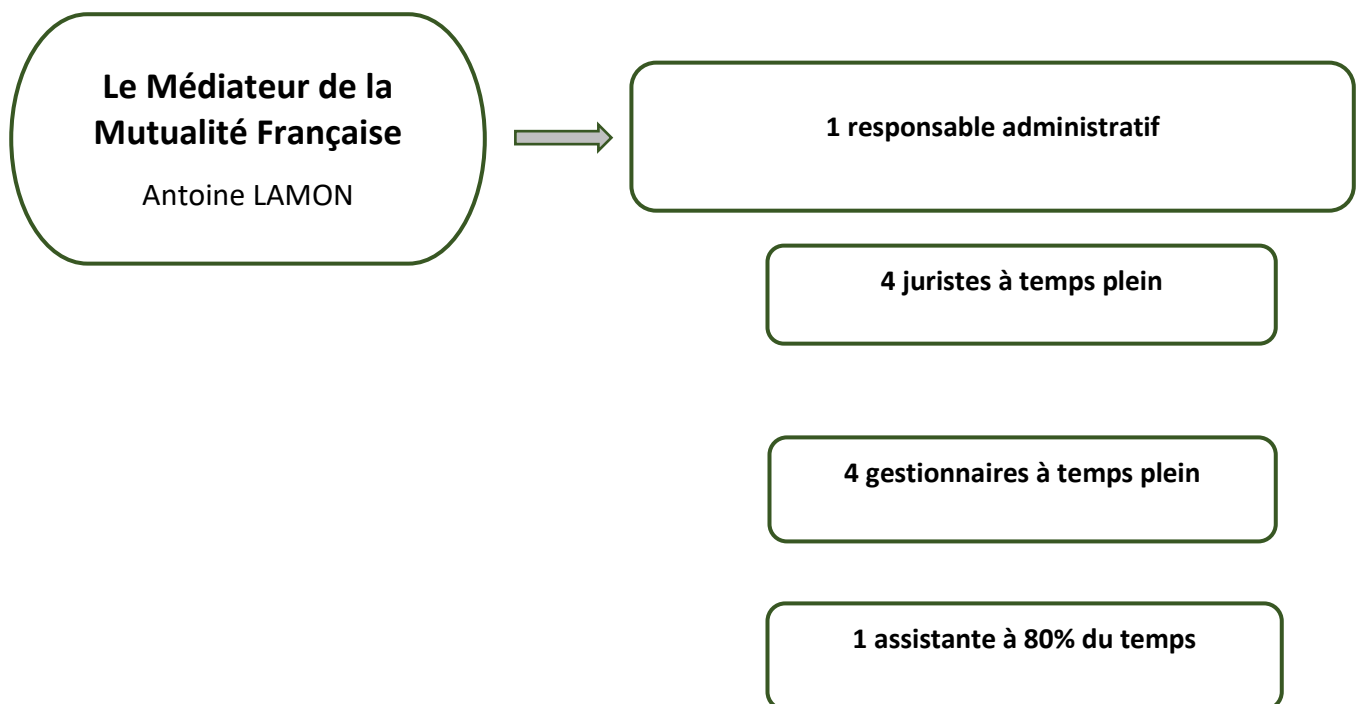 Le Médiateur de la
Mutualité Française
Antoine LAMON
1 responsable administratif
4 juristes à temps plein
4 gestionnaires à temps plein
1 assistante à 80% du temps